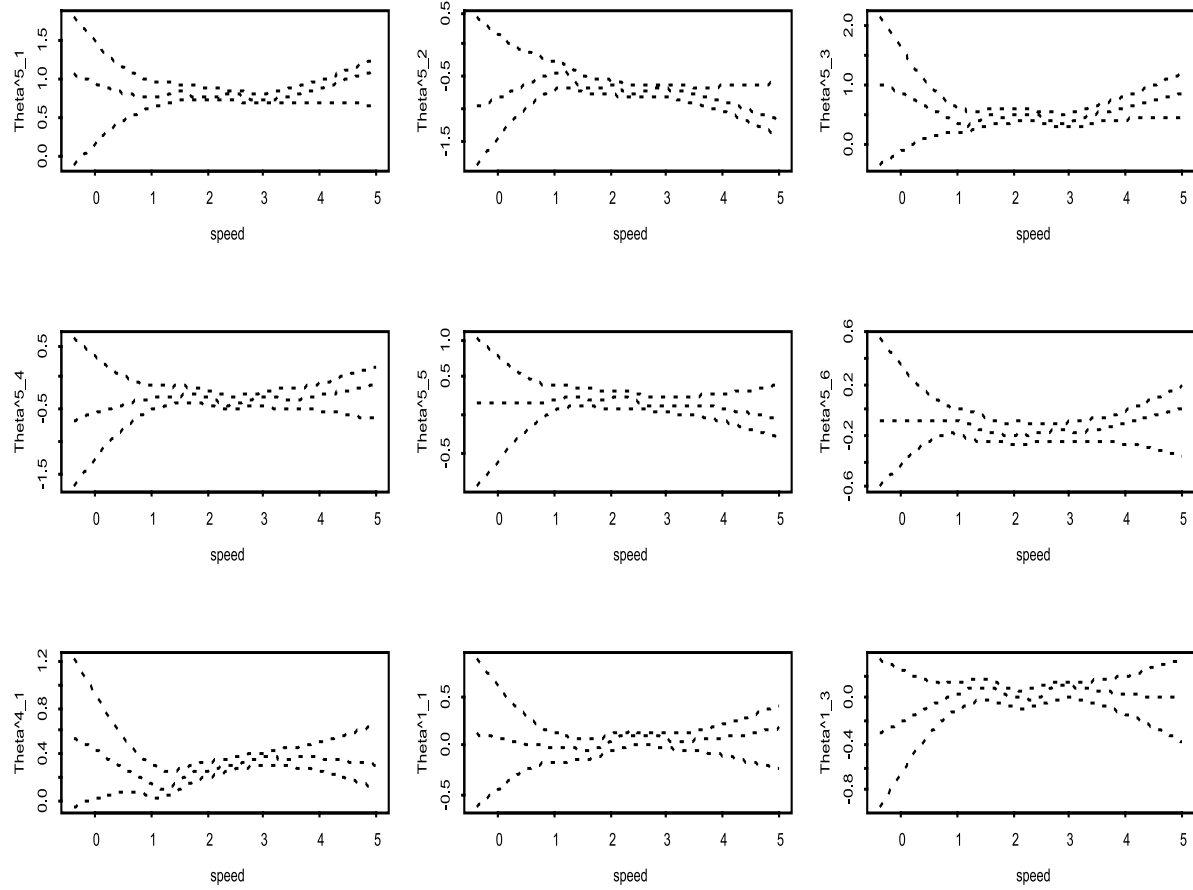 Theta^5_1
1.5
1.0
0.5
0.0
0 1 2 3 4 5
speed
Theta^5_2
0.5
-0.5
-1.5
0 1 2 3 4 5
speed
Theta^5_3
2.0
1.0
0.0
0 1 2 3 4 5
speed
Theta^5_4
0.5
-0.5
-1.5
0 1 2 3 4 5
speed
Theta^5_5
1.0
0.5
-0.5
0 1 2 3 4 5
speed
Theta^5_6
0.6
0.2
-0.2
-0.6
0 1 2 3 4 5
speed
Theta^4_1
1.2
0.8
0.4
0.0
0 1 2 3 4 5
speed
Theta^1_1
0.5
0.0
-0.5
0 1 2 3 4 5
speed
Theta^1_3
0.0
-0.4
-0.8
0 1 2 3 4 5
speed